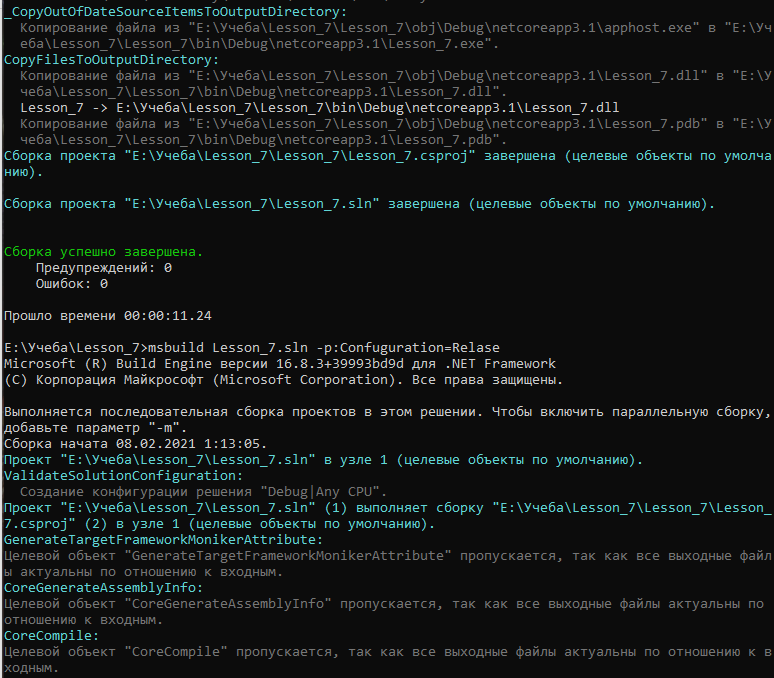 _CopyOutOfDateSourceItemsToOutputDirectory:
  Копирование файла из "E:\Учеба\Lesson_7\Lesson_7\obj\Debug\netcoreapp3.1\apphost.exe" в "E:\Уч
еба\Lesson_7\Lesson_7\bin\Debug\netcoreapp3.1\Lesson_7.exe".
CopyFilesToOutputDirectory:
  Копирование файла из "E:\Учеба\Lesson_7\Lesson_7\obj\Debug\netcoreapp3.1\Lesson_7.dll" в "E:\У
чеба\Lesson_7\Lesson_7\bin\Debug\netcoreapp3.1\Lesson_7.dll".
  Lesson_7 -> E:\Учеба\Lesson_7\Lesson_7\bin\Debug\netcoreapp3.1\Lesson_7.dll
  Копирование файла из "E:\Учеба\Lesson_7\Lesson_7\obj\Debug\netcoreapp3.1\Lesson_7.pdb" в "E:\У
чеба\Lesson_7\Lesson_7\bin\Debug\netcoreapp3.1\Lesson_7.pdb".
Сборка проекта "E:\Учеба\Lesson_7\Lesson_7\Lesson_7.csproj" завершена (целевые объекты по умолча
нию).
Сборка проекта "E:\Учеба\Lesson_7\Lesson_7.sln" завершена (целевые объекты по умолчанию).
Сборка успешно завершена.
    Предупреждений: 0
    Ошибок: 0
Прошло времени 00:00:11.24
E:\Учеба\Lesson_7>msbuild Lesson_7.sln -p:Confuguration=Relase
Microsoft (R) Build Engine версии 16.8.3+39993bd9d для .NET Framework
(C) Корпорация Майкрософт (Microsoft Corporation). Все права защищены.
Выполняется последовательная сборка проектов в этом решении. Чтобы включить параллельную сборку,
добавьте параметр "-m".
Сборка начата 08.02.2021 1:13:05.
Проект "E:\Учеба\Lesson_7\Lesson_7.sln" в узле 1 (целевые объекты по умолчанию).
ValidateSolutionConfiguration:
  Создание конфигурации решения "Debug|Any CPU".
Проект "E:\Учеба\Lesson_7\Lesson_7.sln" (1) выполняет сборку "E:\Учеба\Lesson_7\Lesson_7\Lesson_
7.csproj" (2) в узле 1 (целевые объекты по умолчанию).
GenerateTargetFrameworkMonikerAttribute:
Целевой объект "GenerateTargetFrameworkMonikerAttribute" пропускается, так как все выходные файл
ы актуальны по отношению к входным.
CoreGenerateAssemblyInfo:
Целевой объект "CoreGenerateAssemblyInfo" пропускается, так как все выходные файлы актуальны по
отношению к входным.
CoreCompile:
Целевой объект "CoreCompile" пропускается, так как все выходные файлы актуальны по отношению к в
ходным.